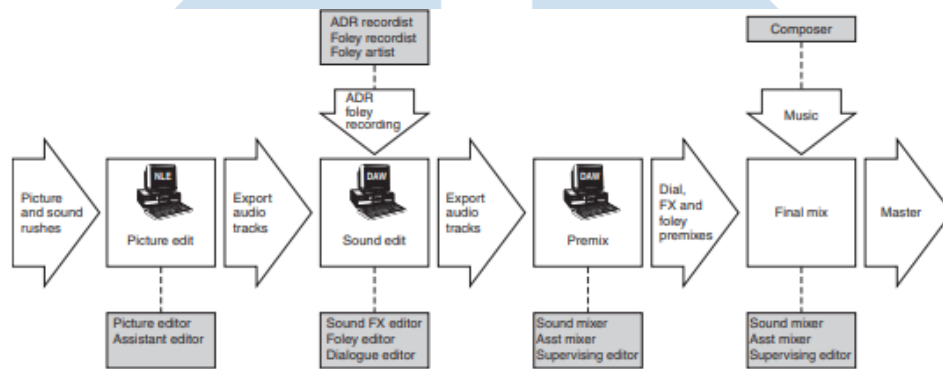 ADR recordist
Foley recordist
Foley artist
Composer
ADR
foley
recording
Music
Picture
and sound
rushes
NLE
Picture edit
Export
audio
tracks
DAW
Sound edit
Export
audio
tracks
DAW
Premix
Dial,
FX and
foley
premixes
Final mix
Master
Picture editor
Assistant editor
Sound FX editor
Foley editor
Dialogue editor
Sound mixer
Asst mixer
Supervising editor
Sound mixer
Asst mixer
Supervising editor